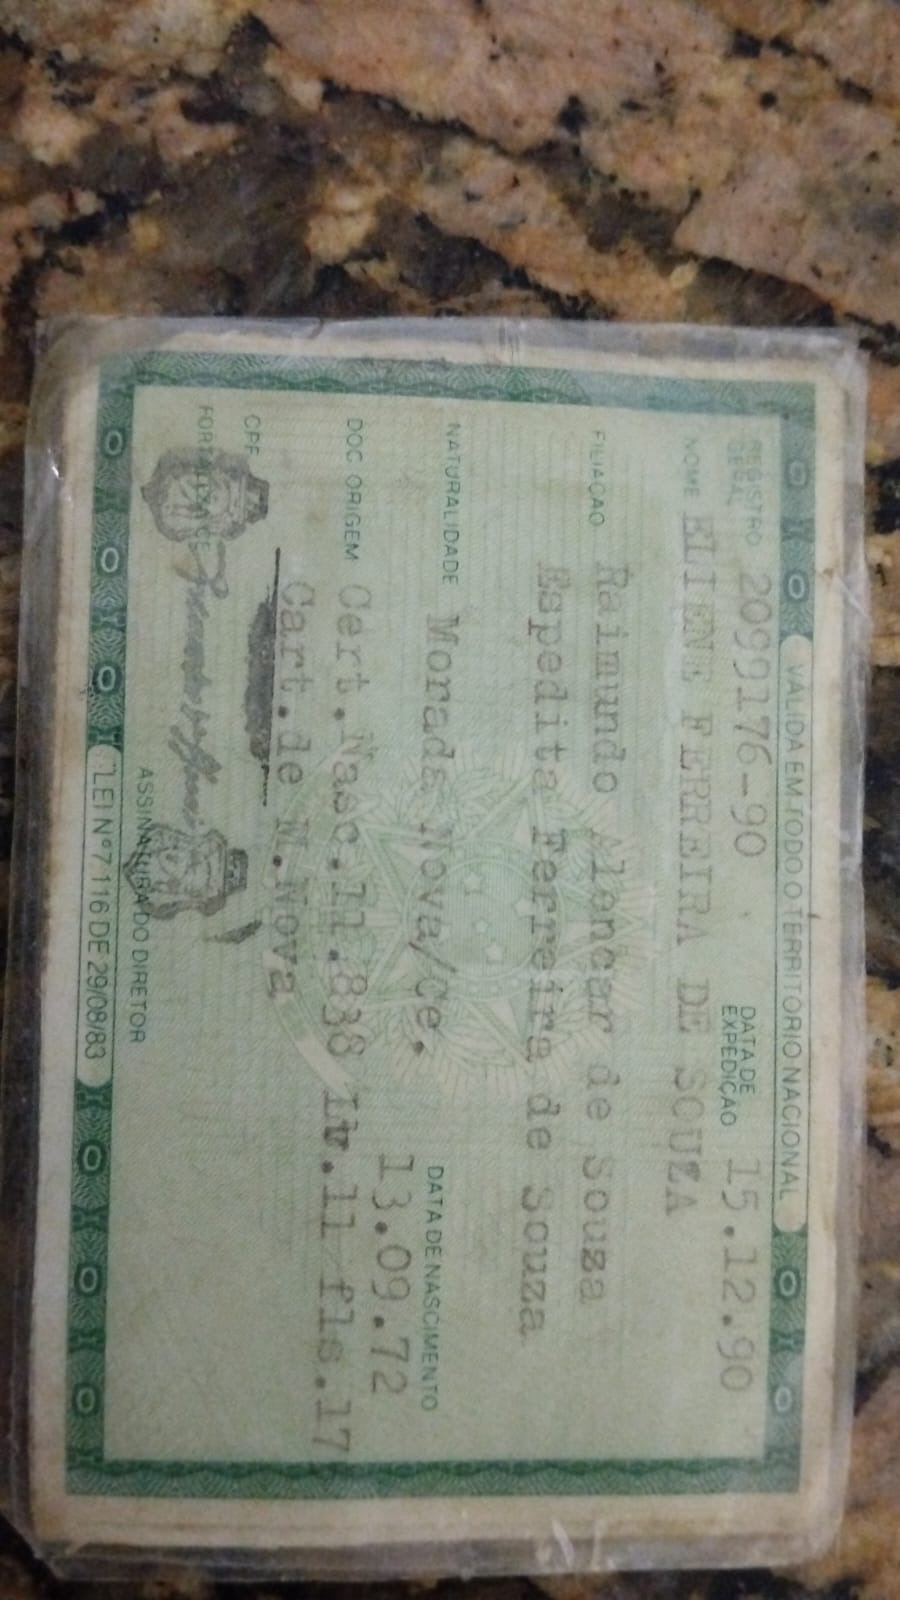 VALIDA EM TODO O TERRITÓRIO NACIONAL
REGISTRO GERAL 2099176-90 DATA DE EXPEDIÇÃO 15.12.90
NOME ELIENE FERREIRA DE SOUZA
FILIAÇÃO Raimundo Alencar de Souza
Espedita Ferreira de Souza
NATURALIDADE Morada Nova/Ce. DATA DE NASCIMENTO 13.09.72
DOC ORIGEM Cert.Nasc.11.838 Lv.11 fls.17
Cart.de M.Nova
CPF
FORTALEZA CE
ASSINATURA DO DIRETOR
LEI Nº 7.116 DE 29/08/83